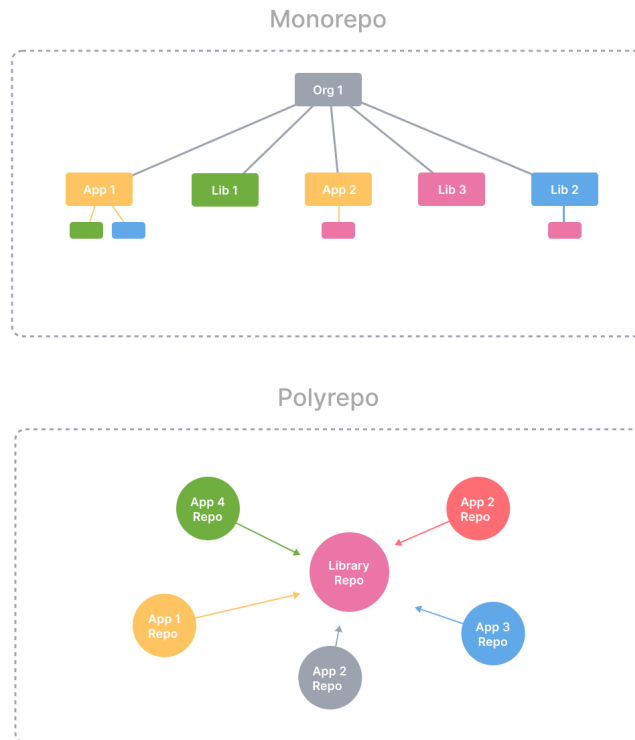 Monorepo
Org 1
App 1
Lib 1
App 2
Lib 3
Lib 2
Polyrepo
App 4
Repo
App 2
Repo
Library
Repo
App 1
Repo
App 3
Repo
App 2
Repo